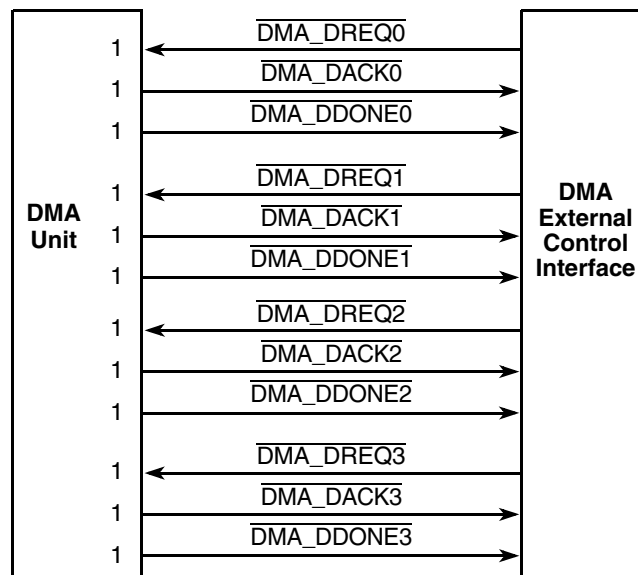 DMA_DREQ0
1
DMA_DACK0
1
DMA_DDONE0
1
DMA_DREQ1
1
DMA_DACK1
1
DMA_DDONE1
1
DMA
Unit
DMA
External
Control
Interface
DMA_DREQ2
1
DMA_DACK2
1
DMA_DDONE2
1
DMA_DREQ3
1
DMA_DACK3
1
DMA_DDONE3
1